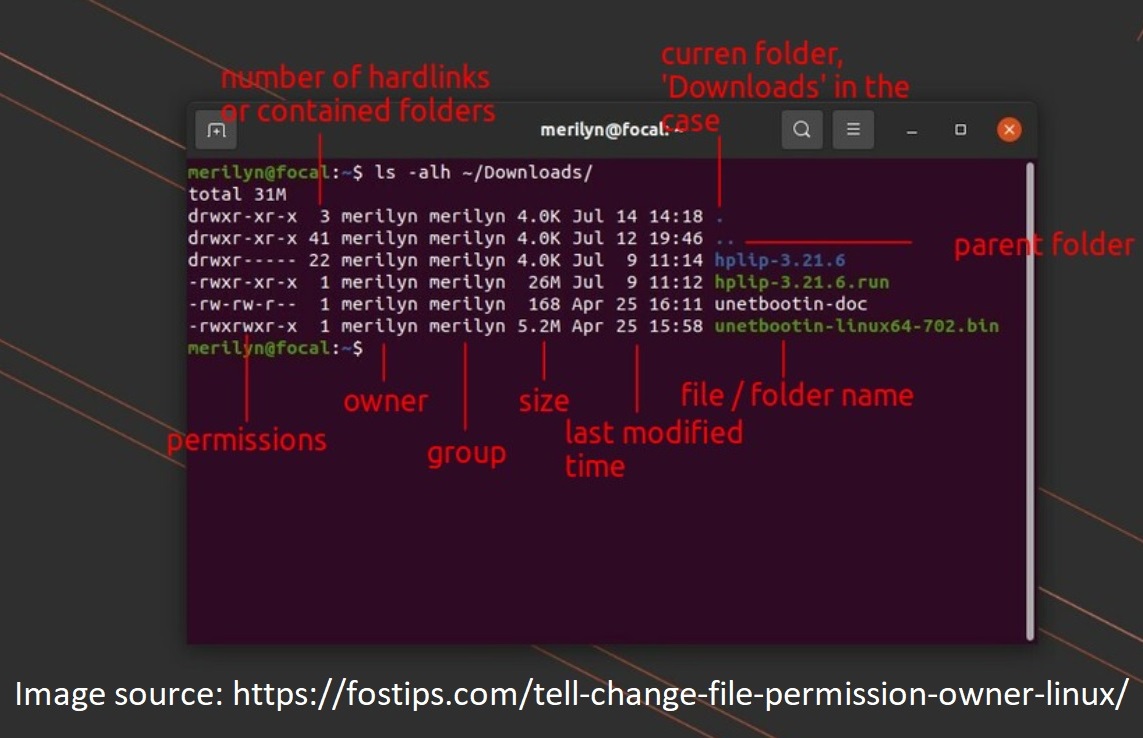 number of hardlinks
or contained folders
curren folder,
'Downloads' in the
case
merilyn@focal: ~
merilyn@focal:~$ ls -alh ~/Downloads/
total 31M
drwxr-xr-x  3 merilyn merilyn 4.0K Jul 14 14:18 .
drwxr-xr-x 41 merilyn merilyn 4.0K Jul 12 19:46 ..
parent folder
drwxr----- 22 merilyn merilyn 4.0K Jul  9 11:14 hplip-3.21.6
-rwxr-xr-x  1 merilyn merilyn  26M Jul  9 11:12 hplip-3.21.6.run
-rw-rw-r--  1 merilyn merilyn  168 Apr 25 16:11 unetbootin-doc
-rwxrwxr-x  1 merilyn merilyn 5.2M Apr 25 15:58 unetbootin-linux64-702.bin
merilyn@focal:~$
permissions
owner
group
size
last modified
time
file / folder name
Image source: https://fostips.com/tell-change-file-permission-owner-linux/